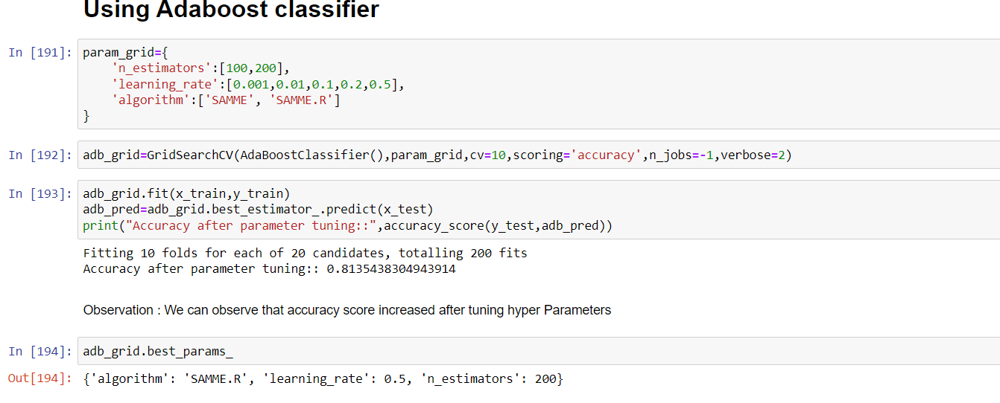 Using Adaboost classifier
In [191]: param_grid={
'n_estimators':[100,200],
'learning_rate':[0.001,0.01,0.1,0.2,0.5],
'algorithm':['SAMME', 'SAMME.R']
}
In [192]: adb_grid=GridSearchCV(AdaBoostClassifier(),param_grid,cv=10,scoring='accuracy',n_jobs=-1,verbose=2)
In [193]: adb_grid.fit(x_train,y_train)
adb_pred=adb_grid.best_estimator_.predict(x_test)
print("Accuracy after parameter tuning::",accuracy_score(y_test,adb_pred))
Fitting 10 folds for each of 20 candidates, totalling 200 fits
Accuracy after parameter tuning:: 0.8135438304943914
Observation : We can observe that accuracy score increased after tuning hyper Parameters
In [194]: adb_grid.best_params_
Out[194]: {'algorithm': 'SAMME.R', 'learning_rate': 0.5, 'n_estimators': 200}